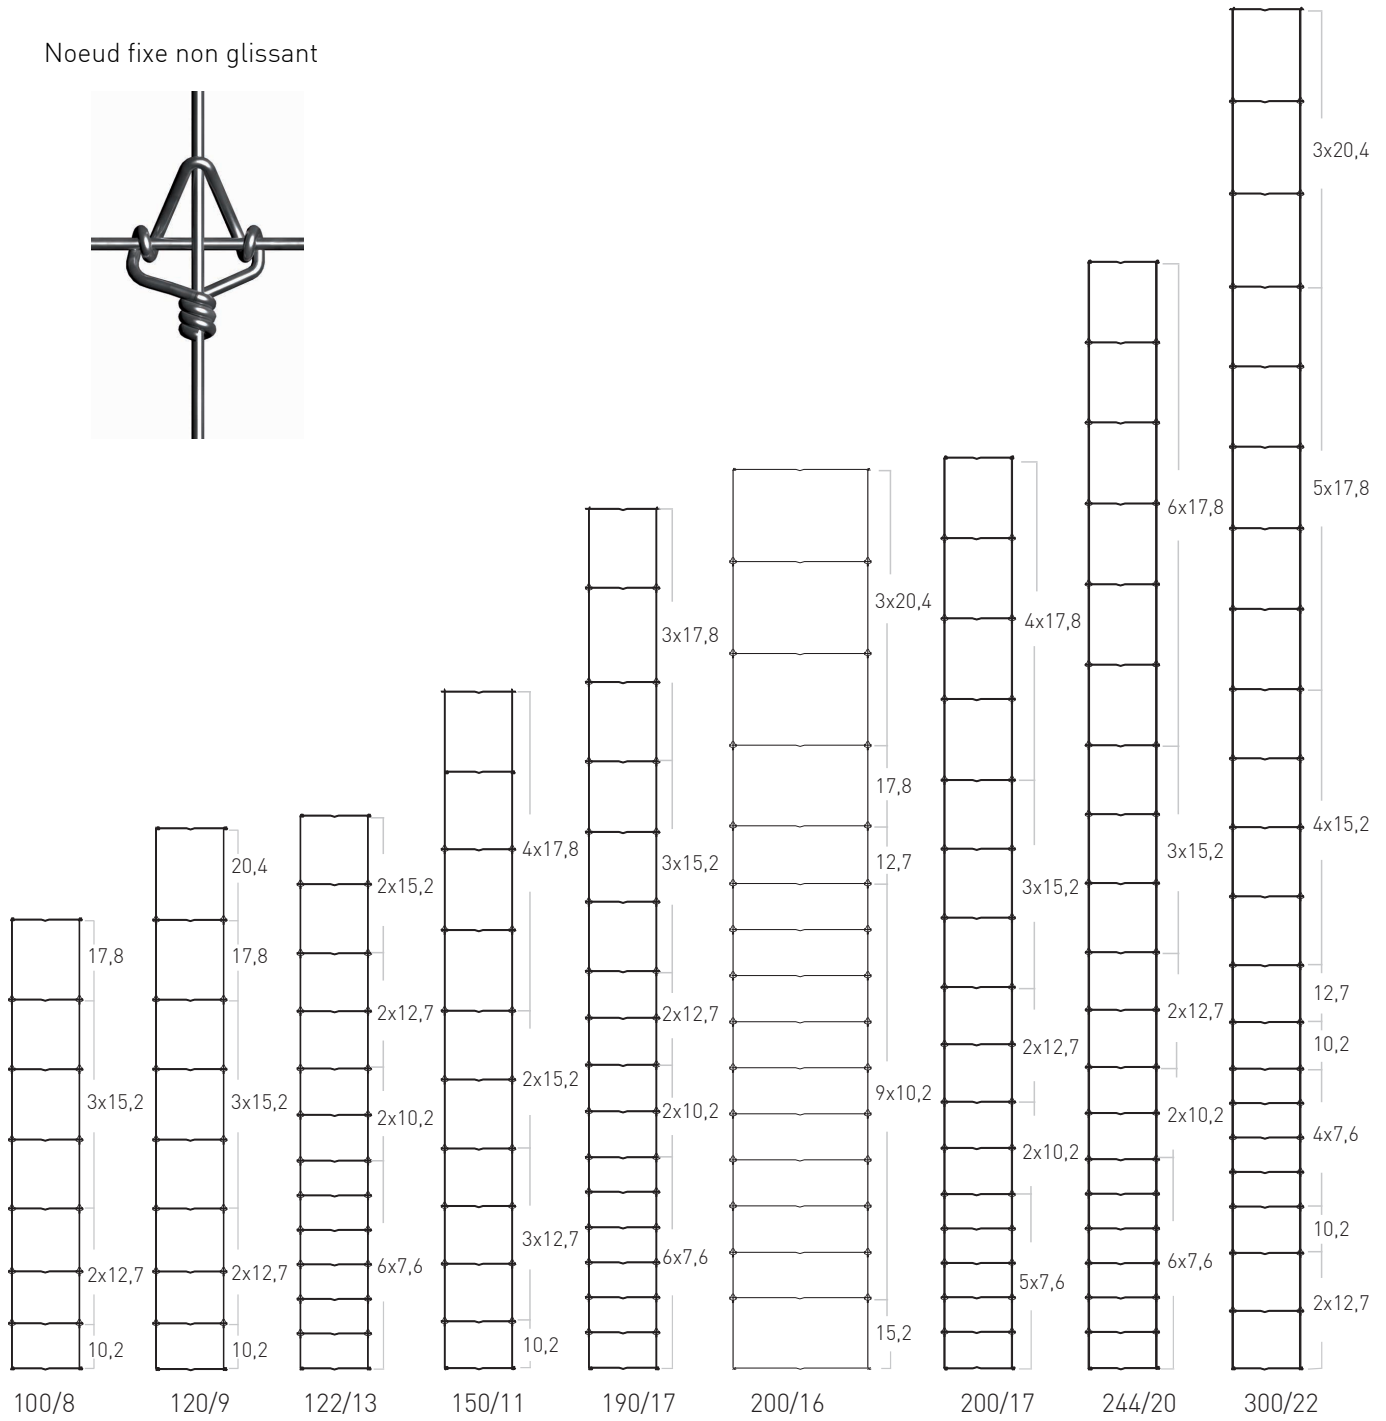 Noeud fixe non glissant
17,8
3x15,2
2x12,7
10,2
100/8
20,4
17,8
3x15,2
2x12,7
10,2
120/9
2x15,2
2x12,7
2x10,2
6x7,6
122/13
4x17,8
2x15,2
3x12,7
10,2
150/11
3x17,8
3x15,2
2x12,7
2x10,2
6x7,6
190/17
3x20,4
17,8
12,7
9x10,2
15,2
200/16
4x17,8
3x15,2
2x12,7
2x10,2
5x7,6
200/17
6x17,8
3x15,2
2x12,7
2x10,2
6x7,6
244/20
3x20,4
5x17,8
4x15,2
12,7
10,2
4x7,6
10,2
2x12,7
300/22